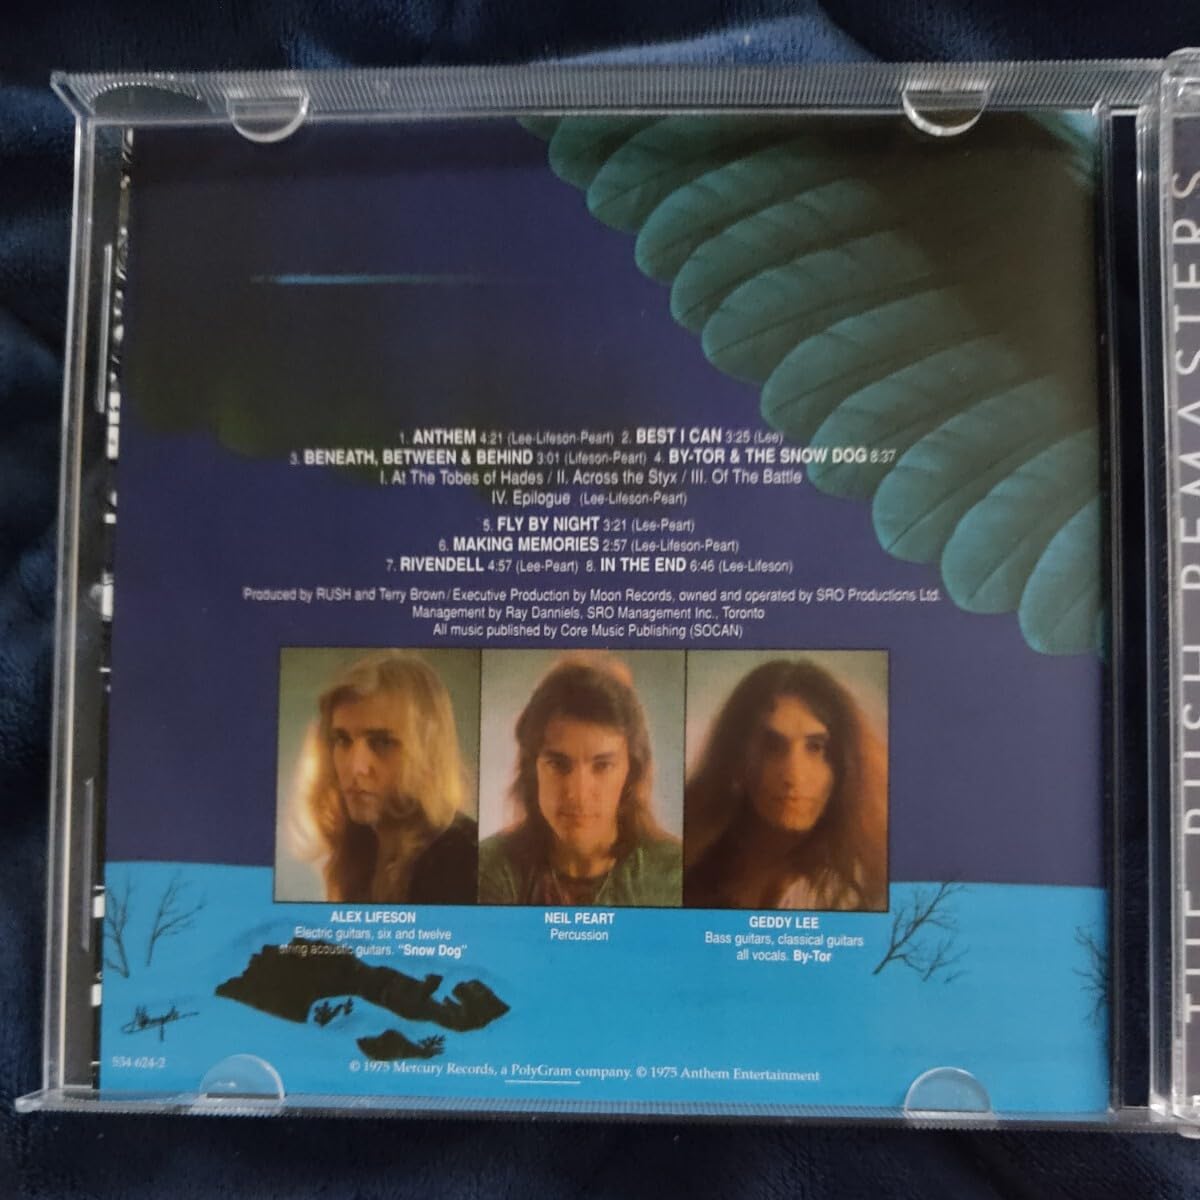 1. ANTHEM 4:21 (Lee-Lifeson-Peart) 2. BEST I CAN 3:25 (Lee)
3. BENEATH, BETWEEN & BEHIND 3:01 (Lifeson-Peart) 4. BY-TOR & THE SNOW DOG 8:37
I. At The Tobes of Hades / II. Across the Styx / III. Of The Battle
IV. Epilogue (Lee-Lifeson-Peart)
5. FLY BY NIGHT 3:21 (Lee-Peart)
6. MAKING MEMORIES 2:57 (Lee-Lifeson-Peart)
7. RIVENDELL 4:57 (Lee-Peart) 8. IN THE END 6:46 (Lee-Lifeson)
Produced by RUSH and Terry Brown/Executive Production by Moon Records, owned and operated by SRO Productions Ltd.
Management by Ray Danniels, SRO Management Inc., Toronto
All music published by Core Music Publishing (SOCAN)
ALEX LIFESON
Electric guitars, six and twelve
string acoustic guitars. "Snow Dog"
NEIL PEART
Percussion
GEDDY LEE
Bass guitars, classical guitars
all vocals. By-Tor
534 624-2
© 1975 Mercury Records, a PolyGram company. © 1975 Anthem Entertainment
THE RUSH REMASTERS